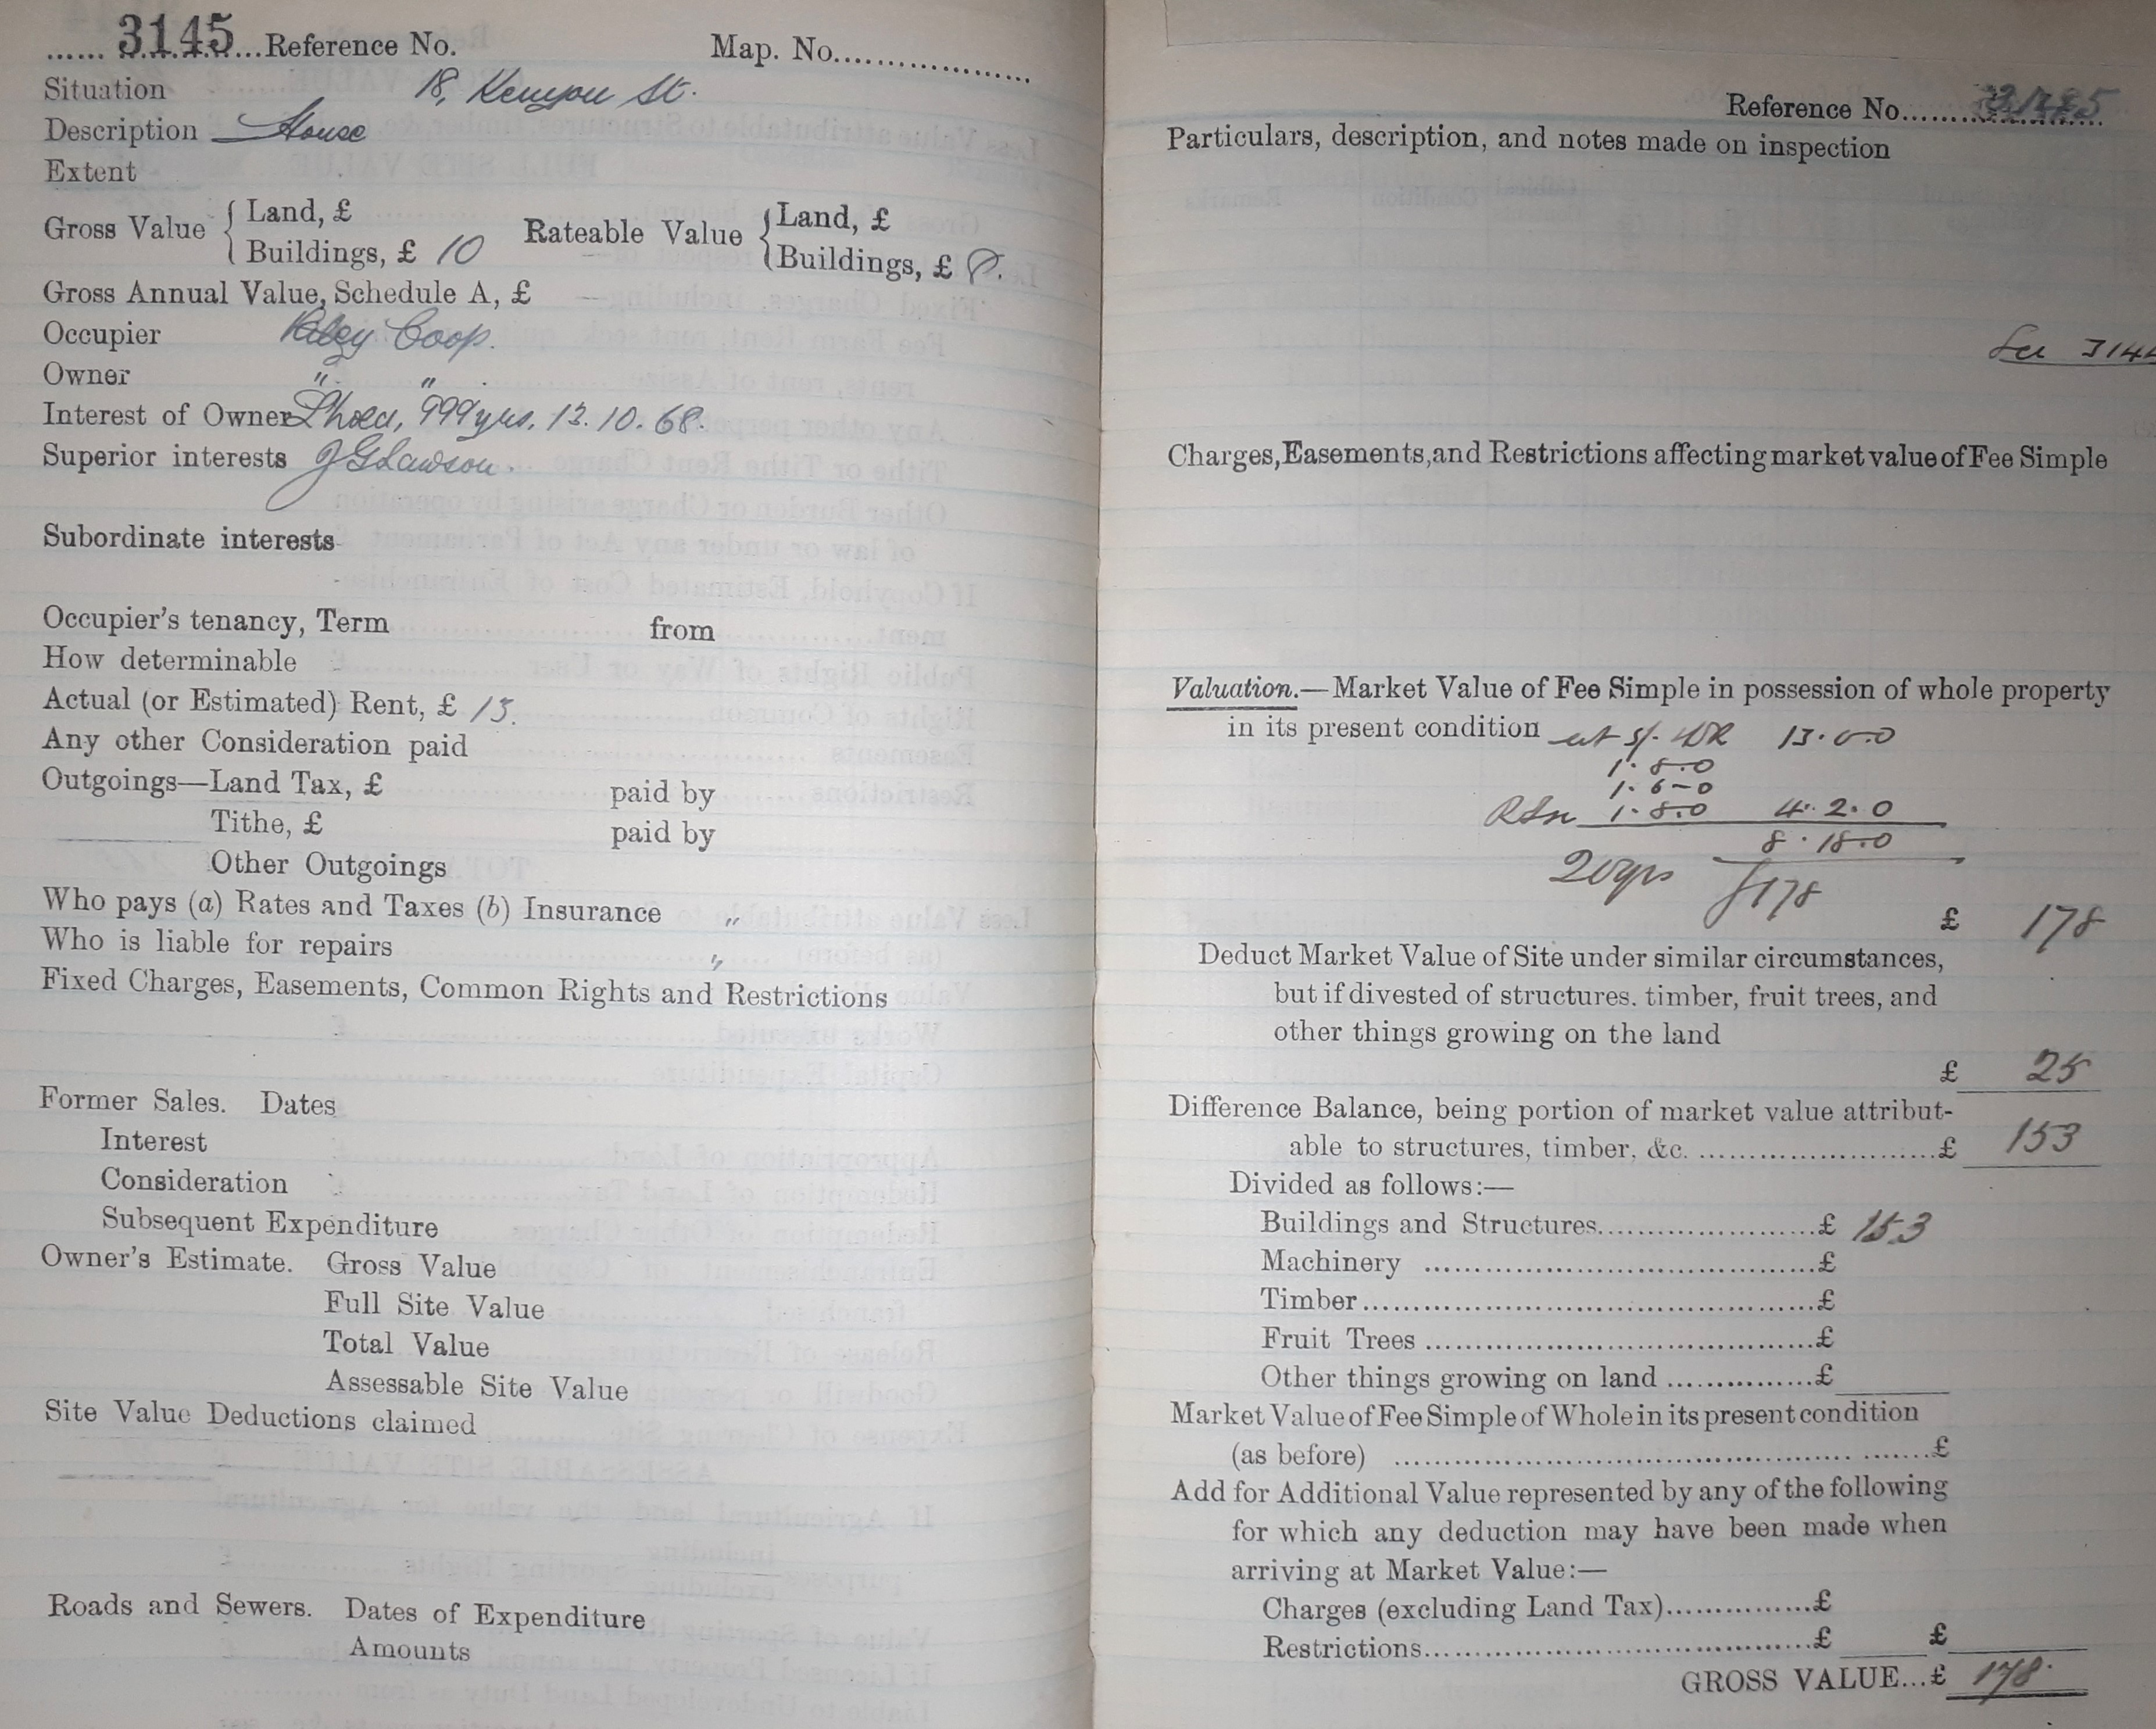 ...... 3145...Reference No. Map. No.....................
Situation 18, Kenyon St.
Description House
Extent
Gross Value { Land, £
Buildings, £ 10
Rateable Value { Land, £
Buildings, £ 8.
Gross Annual Value, Schedule A, £
Occupier Coop.
Owner " "
Interest of Owner 999 yrs, 13.10.68.
Superior interests J G Lawson.
Subordinate interests
Occupier's tenancy, Term from
How determinable
Actual (or Estimated) Rent, £ 13.
Any other Consideration paid
Outgoings—Land Tax, £ paid by
Tithe, £ paid by
Other Outgoings
Who pays (a) Rates and Taxes (b) Insurance "
Who is liable for repairs "
Fixed Charges, Easements, Common Rights and Restrictions
Former Sales. Dates
Interest
Consideration
Subsequent Expenditure
Owner's Estimate. Gross Value
Full Site Value
Total Value
Assessable Site Value
Site Value Deductions claimed
Roads and Sewers. Dates of Expenditure
Amounts
Reference No.......3145
Particulars, description, and notes made on inspection
See 314
Charges, Easements, and Restrictions affecting market value of Fee Simple
Valuation.—Market Value of Fee Simple in possession of whole property
in its present condition at 5/- 13.0.0
1.8.0
1.6.0
1.8.0 4.2.0
8.18.0
20 yrs £178
£ 178
Deduct Market Value of Site under similar circumstances,
but if divested of structures. timber, fruit trees, and
other things growing on the land
£ 25
Difference Balance, being portion of market value attribut-
able to structures, timber, &c. ........................£ 153
Divided as follows:—
Buildings and Structures......................£ 153
Machinery .......................................£
Timber.............................................£
Fruit Trees .......................................£
Other things growing on land ...............£
Market Value of Fee Simple of Whole in its present condition
(as before) ..................................................£
Add for Additional Value represented by any of the following
for which any deduction may have been made when
arriving at Market Value:—
Charges (excluding Land Tax)...............£
Restrictions.......................................£ £
GROSS VALUE...£ 178.